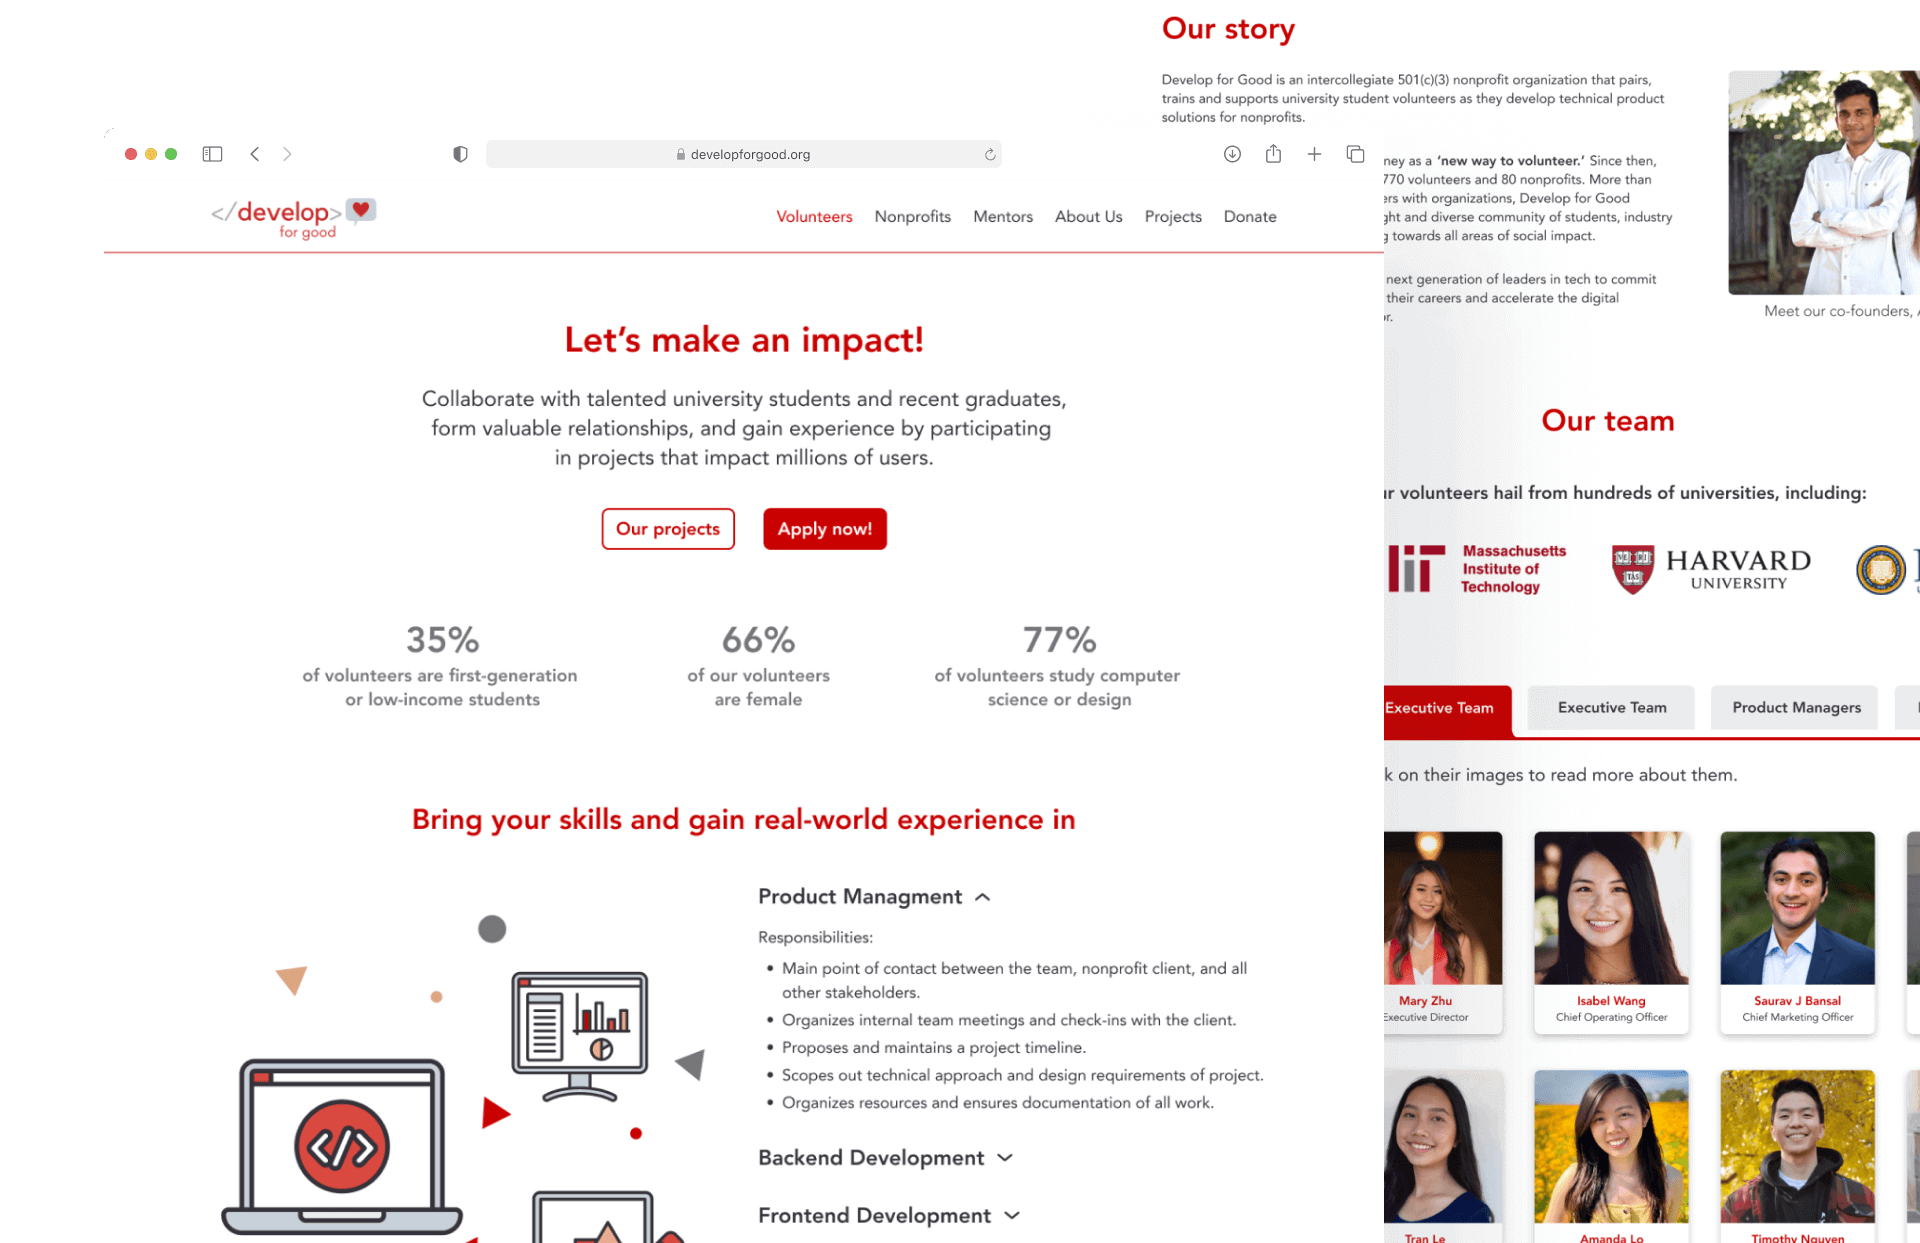 Our story
Develop for Good is an intercollegiate 501(c)(3) nonprofit organization that pairs,
trains and supports university student volunteers as they develop technical product
solutions for nonprofits.
as a ‘new way to volunteer.’ Since then,
770 volunteers and 80 nonprofits. More than
with organizations, Develop for Good
and diverse community of students, industry
towards all areas of social impact.
next generation of leaders in tech to commit
their careers and accelerate the digital
Meet our co-founders,
developforgood.org
</develop>
for good
Volunteers Nonprofits Mentors About Us Projects Donate
Let’s make an impact!
Collaborate with talented university students and recent graduates,
form valuable relationships, and gain experience by participating
in projects that impact millions of users.
Our projects Apply now!
35%
of volunteers are first-generation
or low-income students
66%
of our volunteers
are female
77%
of volunteers study computer
science or design
Bring your skills and gain real-world experience in
Product Managment
Responsibilities:
• Main point of contact between the team, nonprofit client, and all
other stakeholders.
• Organizes internal team meetings and check-ins with the client.
• Proposes and maintains a project timeline.
• Scopes out technical approach and design requirements of project.
• Organizes resources and ensures documentation of all work.
Backend Development
Frontend Development
</>
Our team
volunteers hail from hundreds of universities, including:
Massachusetts
Institute of
Technology
VE RI
TAS
HARVARD
UNIVERSITY
Executive Team Executive Team Product Managers
on their images to read more about them.
Mary Zhu
Executive Director
Isabel Wang
Chief Operating Officer
Saurav J Bansal
Chief Marketing Officer
Tran Le
Amanda Lo
Timothy Nguyen